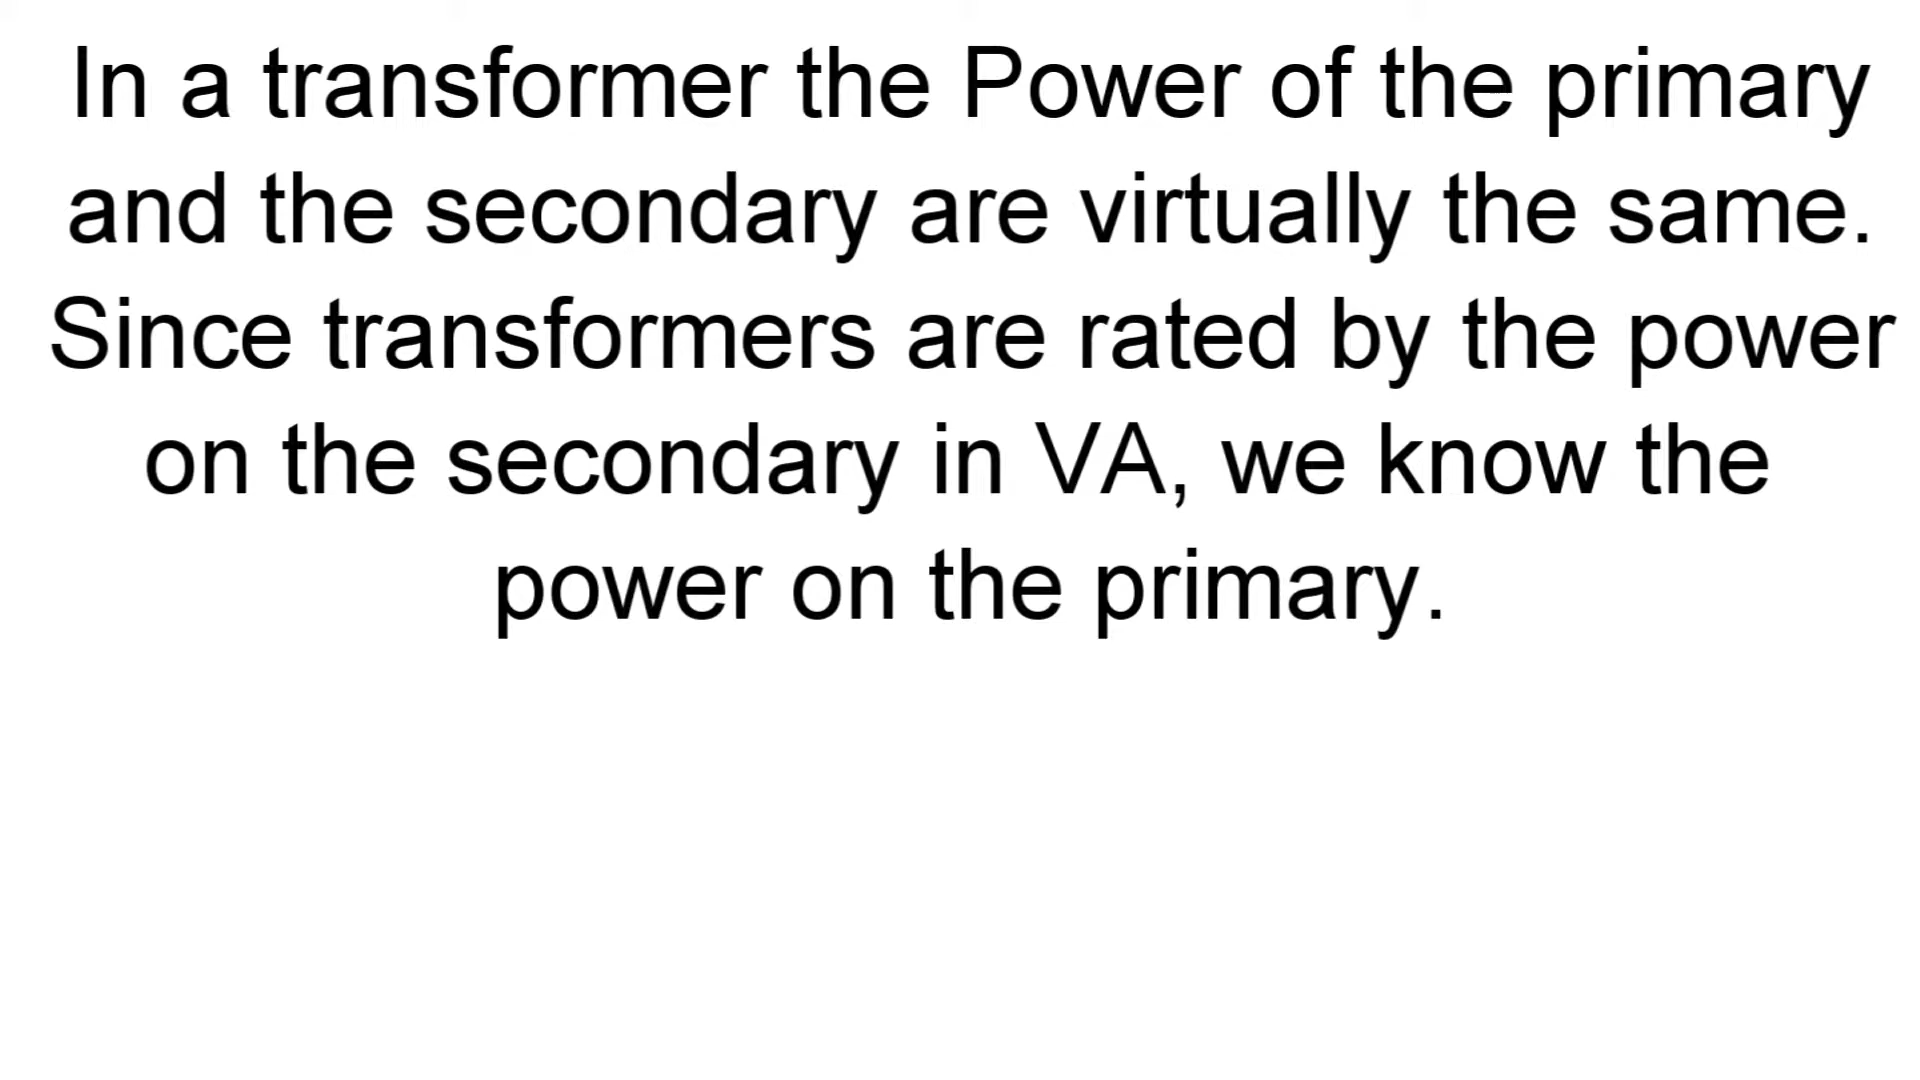 In a transformer the Power of the primary
and the secondary are virtually the same.
Since transformers are rated by the power
on the secondary in VA, we know the
power on the primary.